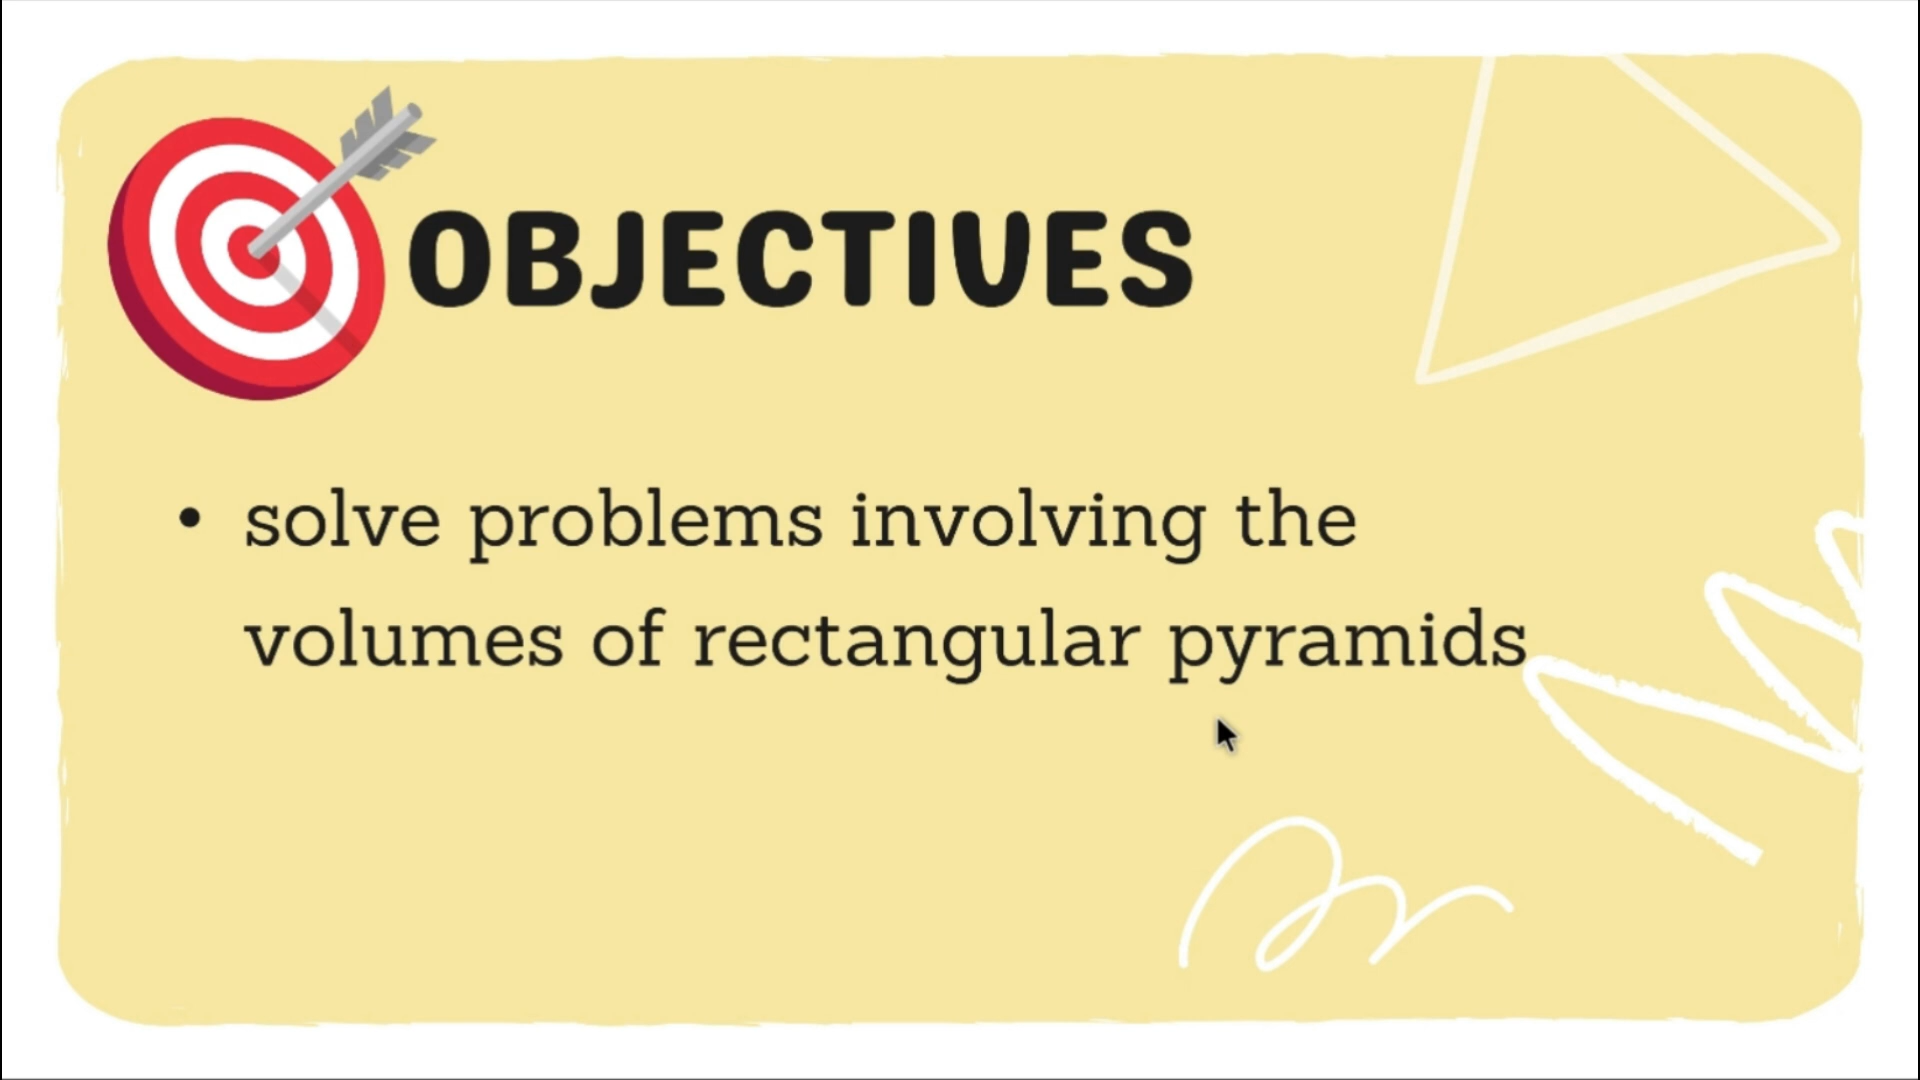 OBJECTIVES
• solve problems involving the
volumes of rectangular pyramids